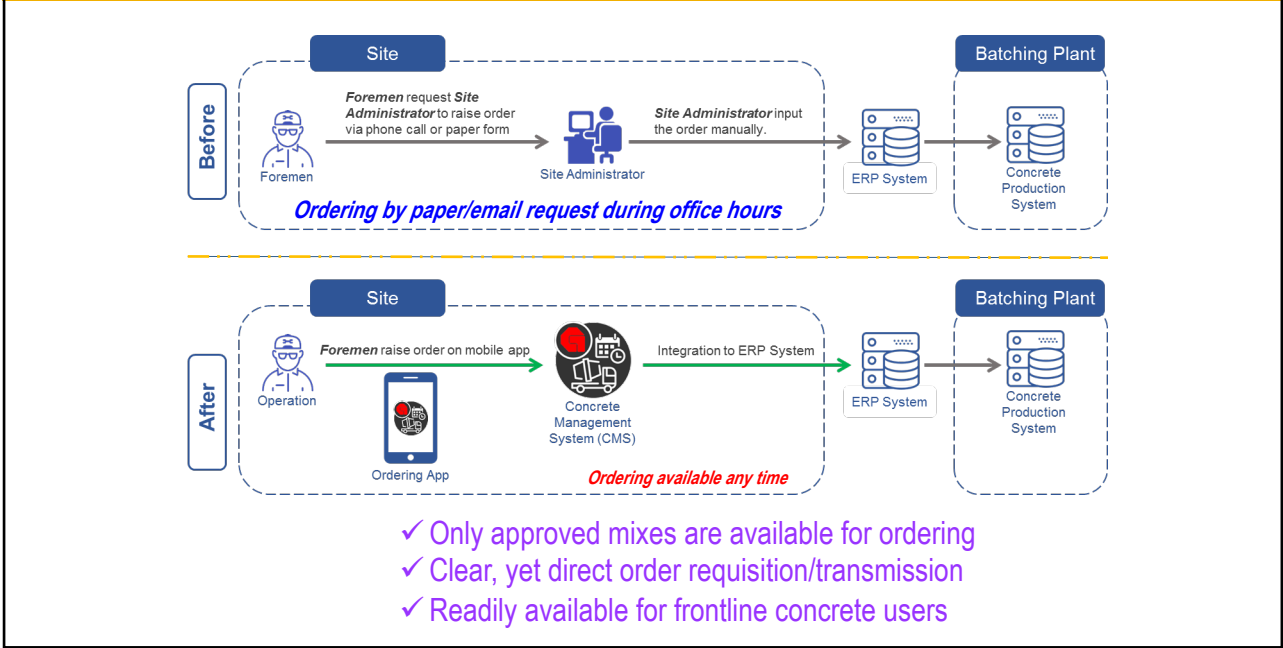 Site
Batching Plant
Before
Foremen request Site
Administrator to raise order
via phone call or paper form
Site Administrator input
the order manually.
Foremen
Site Administrator
ERP System
Concrete
Production
System
Ordering by paper/email request during office hours
Site
Batching Plant
After
Foremen raise order on mobile app
Integration to ERP System
Operation
Ordering App
Concrete
Management
System (CMS)
ERP System
Concrete
Production
System
Ordering available any time
✓ Only approved mixes are available for ordering
✓ Clear, yet direct order requisition/transmission
✓ Readily available for frontline concrete users